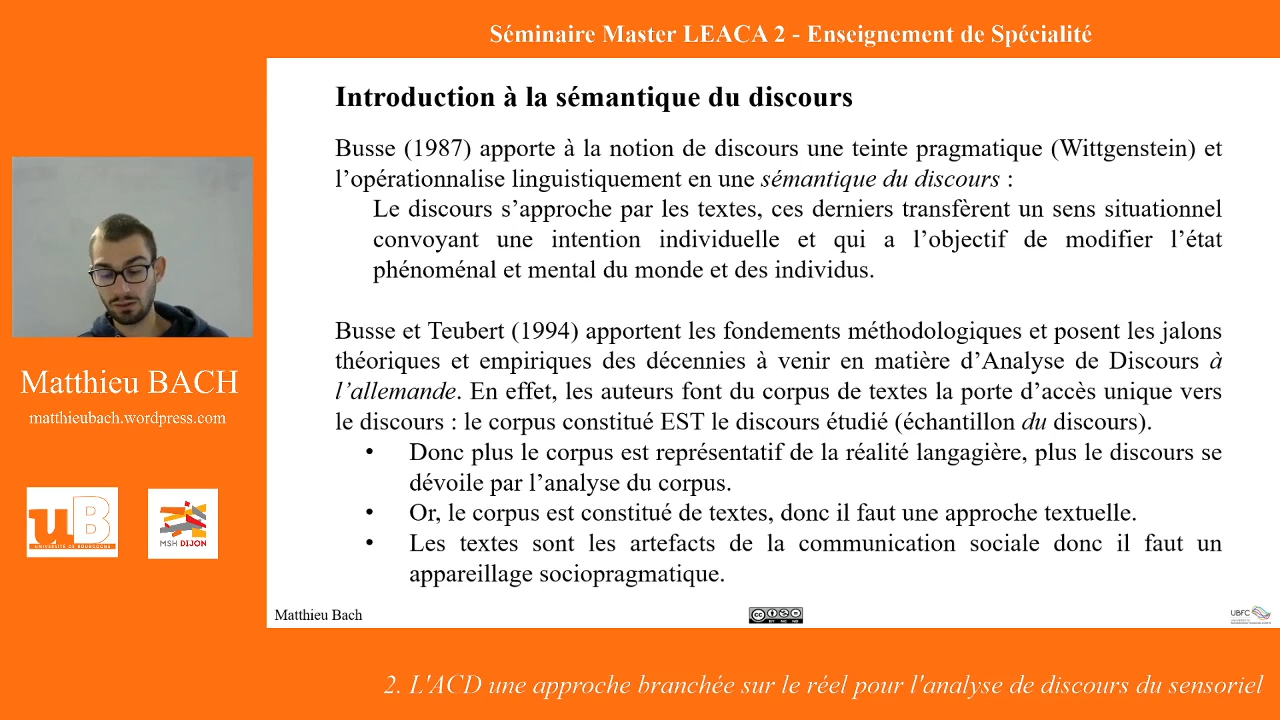 Séminaire Master LEACA 2 - Enseignement de Spécialité
Introduction à la sémantique du discours
Busse (1987) apporte à la notion de discours une teinte pragmatique (Wittgenstein) et
l’opérationnalise linguistiquement en une sémantique du discours :
Le discours s’approche par les textes, ces derniers transfèrent un sens situationnel
convoyant une intention individuelle et qui a l’objectif de modifier l’état
phénoménal et mental du monde et des individus.
Busse et Teubert (1994) apportent les fondements méthodologiques et posent les jalons
théoriques et empiriques des décennies à venir en matière d’Analyse de Discours à
l’allemande. En effet, les auteurs font du corpus de textes la porte d’accès unique vers
le discours : le corpus constitué EST le discours étudié (échantillon du discours).
• Donc plus le corpus est représentatif de la réalité langagière, plus le discours se
dévoile par l’analyse du corpus.
• Or, le corpus est constitué de textes, donc il faut une approche textuelle.
• Les textes sont les artefacts de la communication sociale donc il faut un
appareillage sociopragmatique.
Matthieu BACH
matthieubach.wordpress.com
uB
UNIVERSITÉ DE BOURGOGNE
MSH DIJON
Matthieu Bach
cc
BY NC ND
UBFC
2. L'ACD une approche branchée sur le réel pour l'analyse de discours du sensoriel